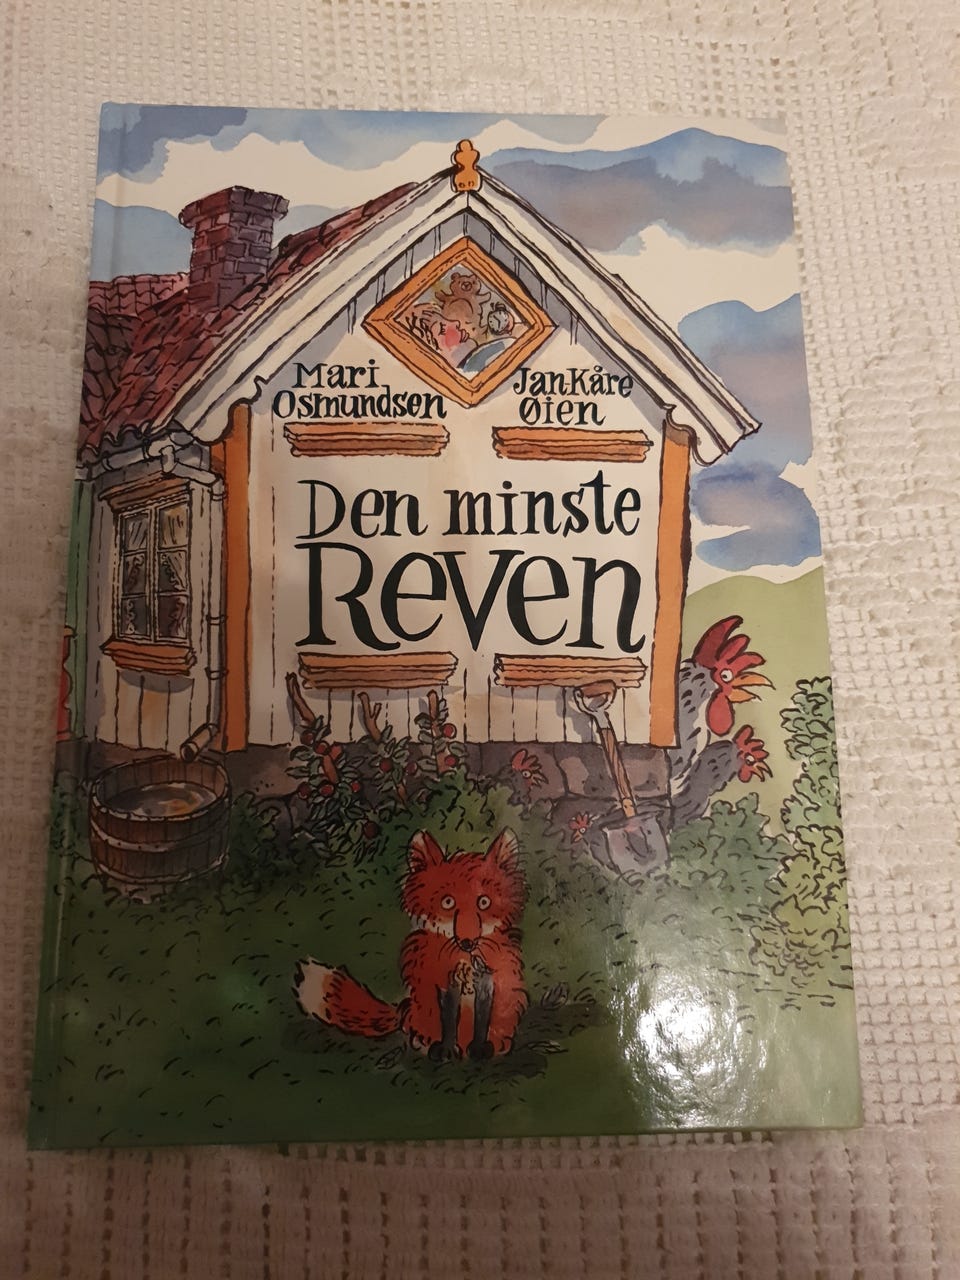 Mari
Osmundsen
Jan-Kåre
Øien
Den minste
Reven